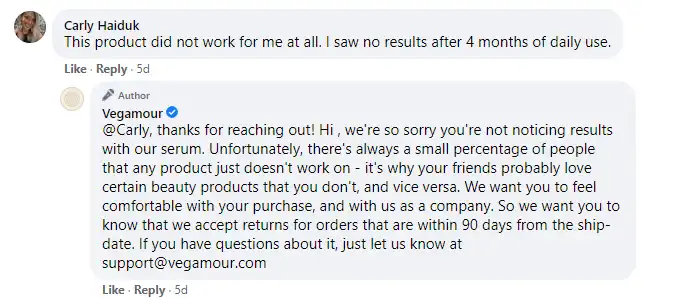 Carly Haiduk
This product did not work for me at all. I saw no results after 4 months of daily use.
Like · Reply · 5d
Author
Vegamour
@Carly, thanks for reaching out! Hi , we're so sorry you're not noticing results
with our serum. Unfortunately, there's always a small percentage of people
that any product just doesn't work on - it's why your friends probably love
certain beauty products that you don't, and vice versa. We want you to feel
comfortable with your purchase, and with us as a company. So we want you to
know that we accept returns for orders that are within 90 days from the ship-
date. If you have questions about it, just let us know at
support@vegamour.com
Like · Reply · 5d